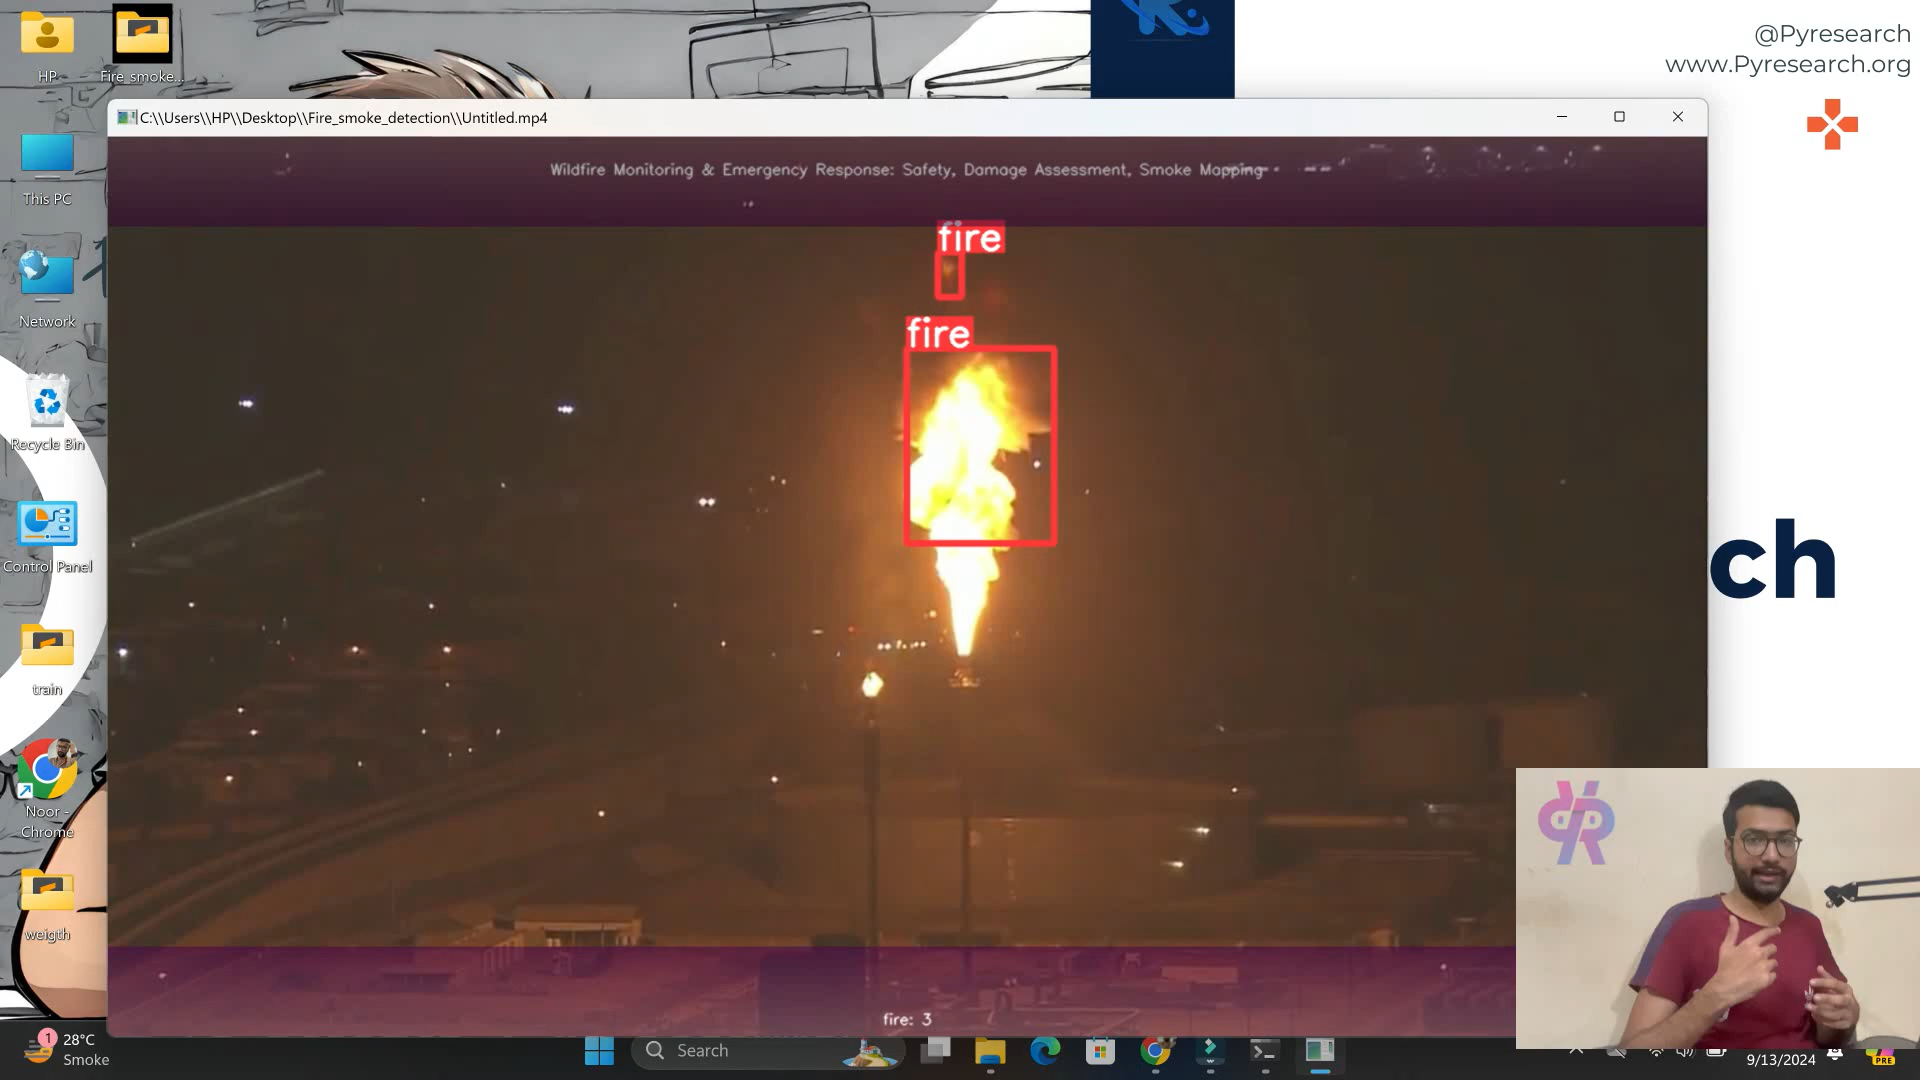 @Pyresearch
www.Pyresearch.org
HP
Fire_smoke...
C:\\Users\\HP\\Desktop\\Fire_smoke_detection\\Untitled.mp4
Wildfire Monitoring & Emergency Response: Safety, Damage Assessment, Smoke Mapping
This PC
fire
Network
fire
Recycle Bin
Control Panel
ch
train
Noor -
Chrome
weigth
fire: 3
1
28°C
Smoke
Search
9/13/2024
PRE